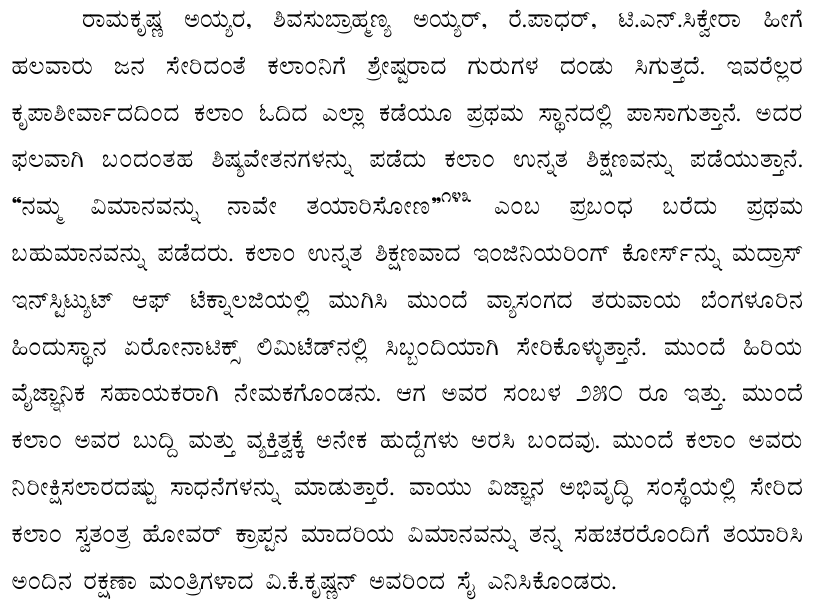 ರಾಮಕೃಷ್ಣ ಅಯ್ಯರ, ಶಿವಸುಬ್ರಾಹ್ಮಣ್ಯ ಅಯ್ಯರ್, ರೆ.ಪಾಧರ್, ಟಿ.ಎನ್.ಸಿಕ್ವೇರಾ ಹೀಗೆ
ಹಲವಾರು ಜನ ಸೇರಿದಂತೆ ಕಲಾಂನಿಗೆ ಶ್ರೇಷ್ಟರಾದ ಗುರುಗಳ ದಂಡು ಸಿಗುತ್ತದೆ. ಇವರೆಲ್ಲರ
ಕೃಪಾಶೀರ್ವಾದದಿಂದ ಕಲಾಂ ಓದಿದ ಎಲ್ಲಾ ಕಡೆಯೂ ಪ್ರಥಮ ಸ್ಥಾನದಲ್ಲಿ ಪಾಸಾಗುತ್ತಾನೆ. ಅದರ
ಫಲವಾಗಿ ಬಂದಂತಹ ಶಿಷ್ಯವೇತನಗಳನ್ನು ಪಡೆದು ಕಲಾಂ ಉನ್ನತ ಶಿಕ್ಷಣವನ್ನು ಪಡೆಯುತ್ತಾನೆ.
“ನಮ್ಮ ವಿಮಾನವನ್ನು ನಾವೇ ತಯಾರಿಸೋಣ”೧೪೩ ಎಂಬ ಪ್ರಬಂಧ ಬರೆದು ಪ್ರಥಮ
ಬಹುಮಾನವನ್ನು ಪಡೆದರು. ಕಲಾಂ ಉನ್ನತ ಶಿಕ್ಷಣವಾದ ಇಂಜಿನಿಯರಿಂಗ್ ಕೋರ್ಸ್‌ನ್ನು ಮದ್ರಾಸ್
ಇನ್‌ಸ್ಟಿಟ್ಯುಟ್ ಆಫ್ ಟೆಕ್ನಾಲಜಿಯಲ್ಲಿ ಮುಗಿಸಿ ಮುಂದೆ ವ್ಯಾಸಂಗದ ತರುವಾಯ ಬೆಂಗಳೂರಿನ
ಹಿಂದುಸ್ಥಾನ ಏರೋನಾಟಿಕ್ಸ್ ಲಿಮಿಟೆಡ್‌ನಲ್ಲಿ ಸಿಬ್ಬಂದಿಯಾಗಿ ಸೇರಿಕೊಳ್ಳುತ್ತಾನೆ. ಮುಂದೆ ಹಿರಿಯ
ವೈಜ್ಞಾನಿಕ ಸಹಾಯಕರಾಗಿ ನೇಮಕಗೊಂಡನು. ಆಗ ಅವರ ಸಂಬಳ ೨೫೦ ರೂ ಇತ್ತು. ಮುಂದೆ
ಕಲಾಂ ಅವರ ಬುದ್ದಿ ಮತ್ತು ವ್ಯಕ್ತಿತ್ವಕ್ಕೆ ಅನೇಕ ಹುದ್ದೆಗಳು ಅರಸಿ ಬಂದವು. ಮುಂದೆ ಕಲಾಂ ಅವರು
ನಿರೀಕ್ಷಿಸಲಾರದಷ್ಟು ಸಾಧನೆಗಳನ್ನು ಮಾಡುತ್ತಾರೆ. ವಾಯು ವಿಜ್ಞಾನ ಅಭಿವೃದ್ಧಿ ಸಂಸ್ಥೆಯಲ್ಲಿ ಸೇರಿದ
ಕಲಾಂ ಸ್ವತಂತ್ರ ಹೋವರ್ ಕ್ರಾಪ್ಟನ ಮಾದರಿಯ ವಿಮಾನವನ್ನು ತನ್ನ ಸಹಚರರೊಂದಿಗೆ ತಯಾರಿಸಿ
ಅಂದಿನ ರಕ್ಷಣಾ ಮಂತ್ರಿಗಳಾದ ವಿ.ಕೆ.ಕೃಷ್ಣನ್ ಅವರಿಂದ ಸೈ ಎನಿಸಿಕೊಂಡರು.